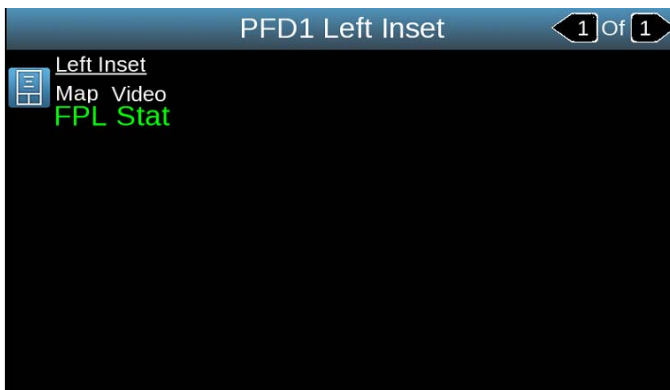 PFD1 Left Inset
1 Of 1
Left Inset
Map Video
FPL Stat